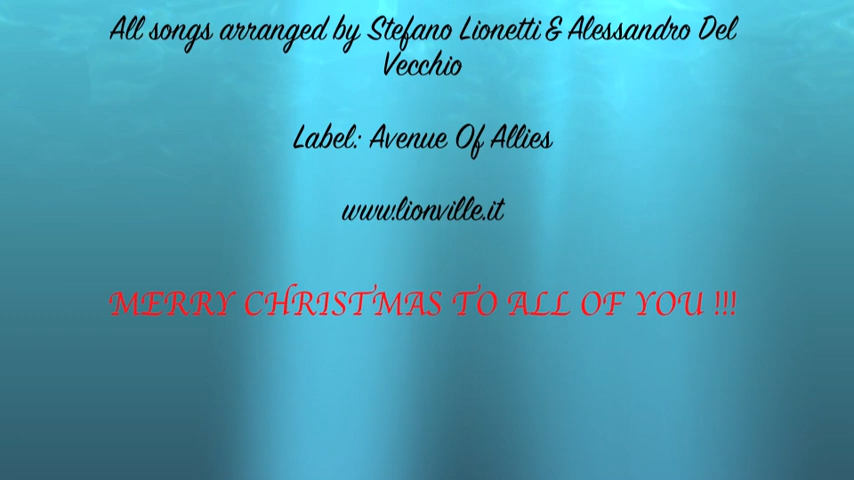 All songs arranged by Stefano Lionetti & Alessandro Del
Vecchio
Label: Avenue Of Allies
www.lionville.it
MERRY CHRISTMAS TO ALL OF YOU !!!